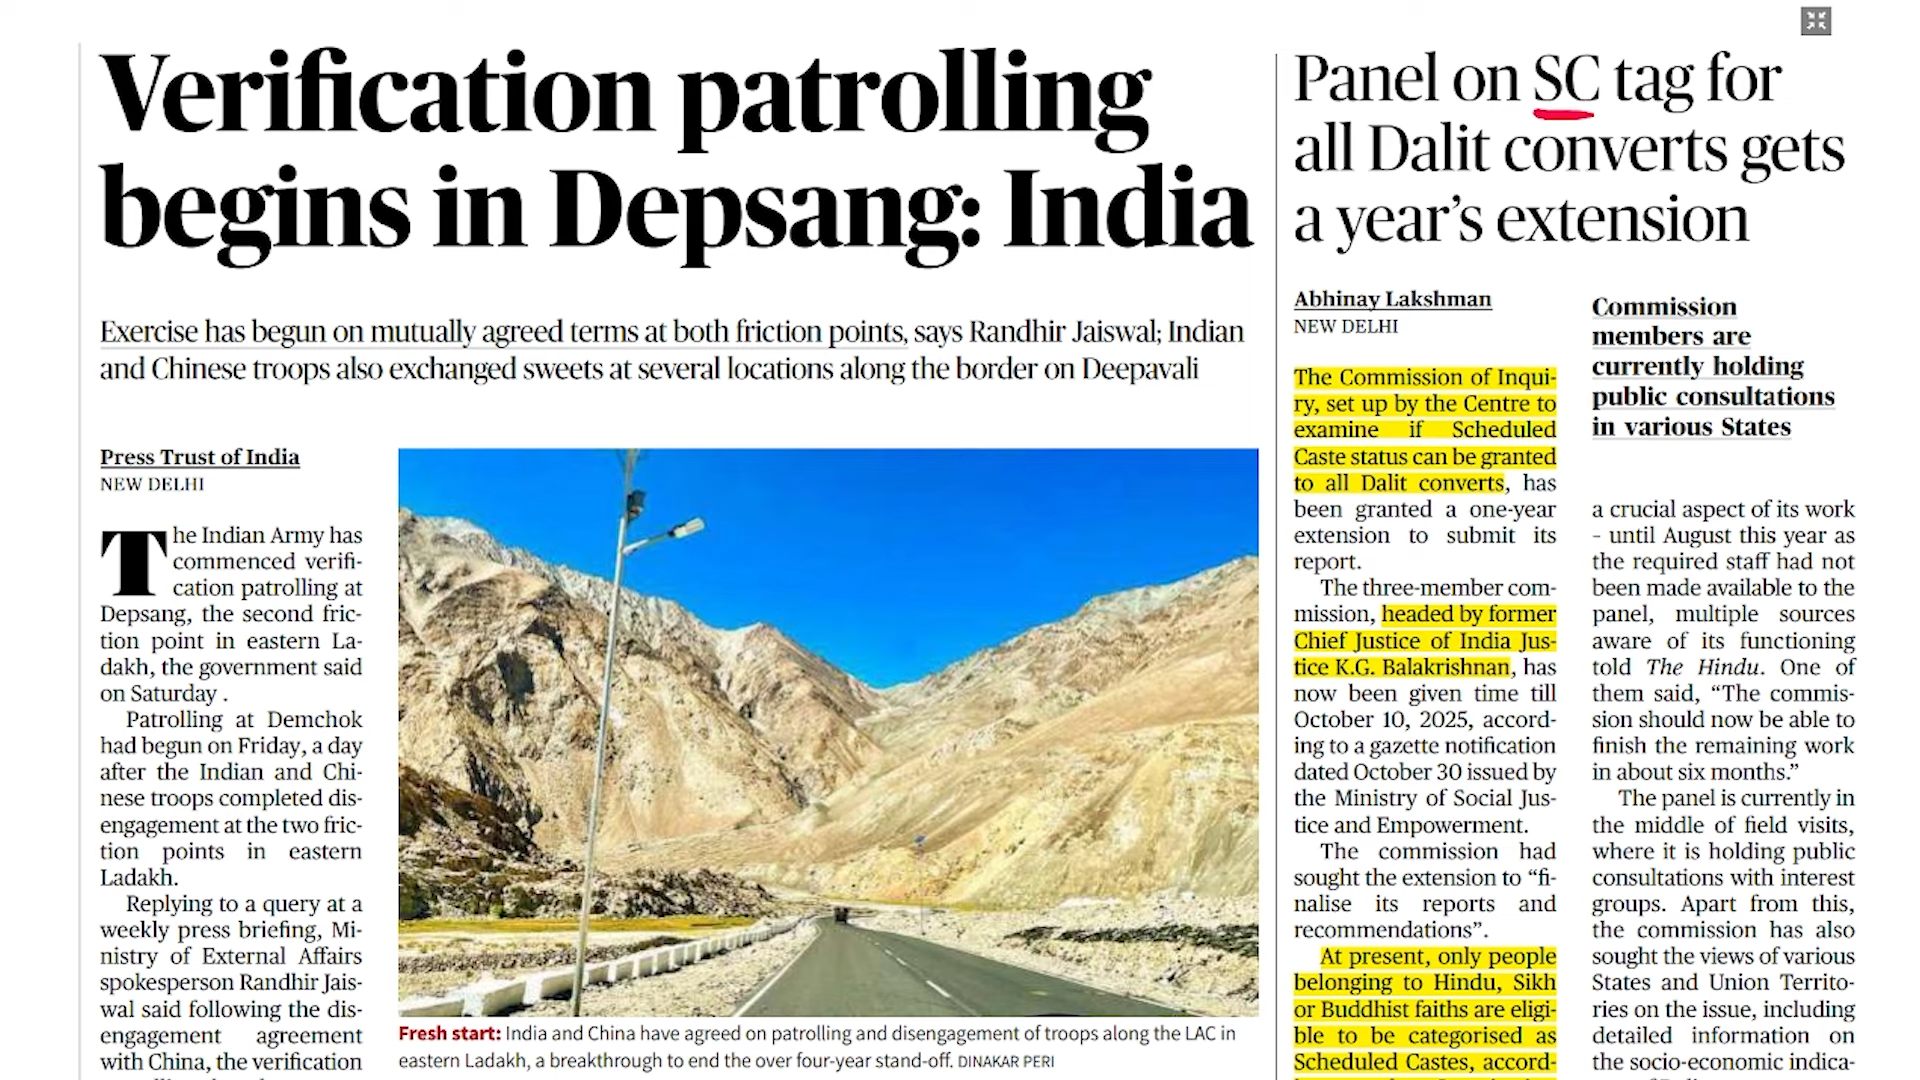 Verification patrolling
begins in Depsang: India
Exercise has begun on mutually agreed terms at both friction points, says Randhir Jaiswal; Indian
and Chinese troops also exchanged sweets at several locations along the border on Deepavali
Press Trust of India
NEW DELHI
The Indian Army has
commenced verifi-
cation patrolling at
Depsang, the second fric-
tion point in eastern La-
dakh, the government said
on Saturday .
Patrolling at Demchok
had begun on Friday, a day
after the Indian and Chi-
nese troops completed dis-
engagement at the two fric-
tion points in eastern
Ladakh.
Replying to a query at a
weekly press briefing, Mi-
nistry of External Affairs
spokesperson Randhir Jais-
wal said following the dis-
engagement agreement
with China, the verification
Fresh start: India and China have agreed on patrolling and disengagement of troops along the LAC in
eastern Ladakh, a breakthrough to end the over four-year stand-off. DINAKAR PERI
Panel on SC tag for
all Dalit converts gets
a year's extension
Abhinay Lakshman
NEW DELHI
The Commission of Inqui-
ry, set up by the Centre to
examine if Scheduled
Caste status can be granted
to all Dalit converts, has
been granted a one-year
extension to submit its
report.
The three-member com-
mission, headed by former
Chief Justice of India Jus-
tice K.G. Balakrishnan, has
now been given time till
October 10, 2025, accord-
ing to a gazette notification
dated October 30 issued by
the Ministry of Social Jus-
tice and Empowerment.
The commission had
sought the extension to “fi-
nalise its reports and
recommendations”.
At present, only people
belonging to Hindu, Sikh
or Buddhist faiths are eligi-
ble to be categorised as
Scheduled Castes, accord-
Commission
members are
currently holding
public consultations
in various States
a crucial aspect of its work
– until August this year as
the required staff had not
been made available to the
panel, multiple sources
aware of its functioning
told The Hindu. One of
them said, “The commis-
sion should now be able to
finish the remaining work
in about six months.”
The panel is currently in
the middle of field visits,
where it is holding public
consultations with interest
groups. Apart from this,
the commission has also
sought the views of various
States and Union Territo-
ries on the issue, including
detailed information on
the socio-economic indica-